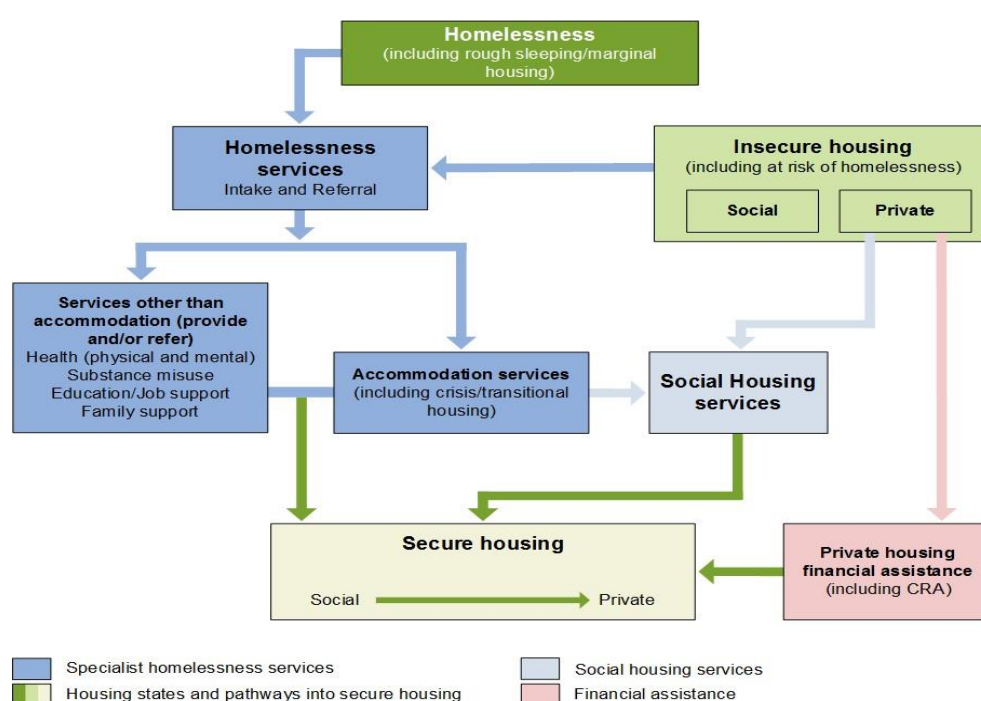 Homelessness
(including rough sleeping/marginal
housing)
Homelessness
services
Intake and Referral
Insecure housing
(including at risk of homelessness)
Social
Private
Services other than
accommodation (provide
and/or refer)
Health (physical and mental)
Substance misuse
Education/Job support
Family support
Accommodation services
(including crisis/transitional
housing)
Social Housing
services
Secure housing
Social
Private
Private housing
financial assistance
(including CRA)
Specialist homelessness services
Social housing services
Housing states and pathways into secure housing
Financial assistance